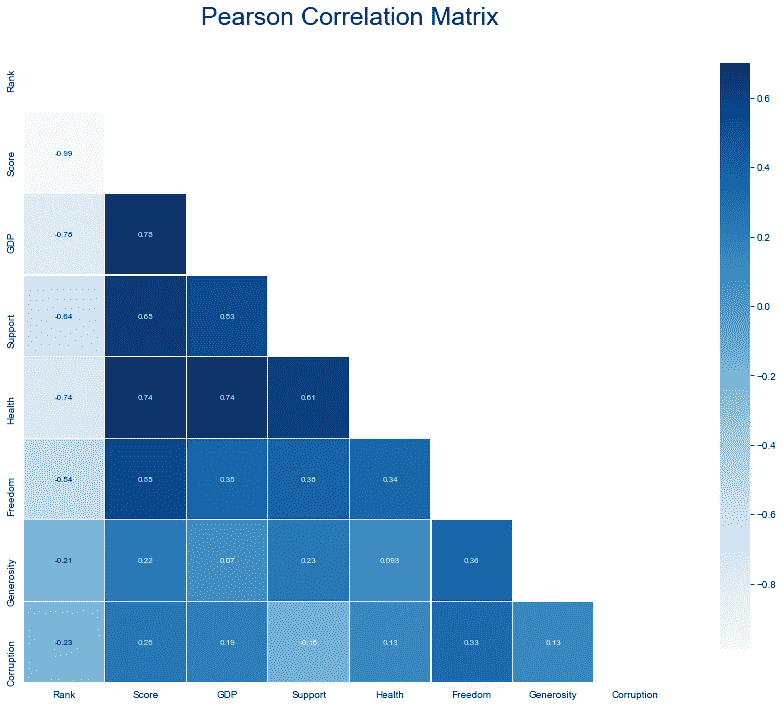 Pearson Correlation Matrix
Rank
Score -0.99
GDP -0.78 0.78
Support -0.64 0.65 0.53
Health -0.74 0.74 0.74 0.61
Freedom -0.54 0.55 0.35 0.38 0.34
Generosity -0.21 0.22 0.07 0.23 0.093 0.36
Corruption -0.23 0.25 0.19 -0.16 0.13 0.33 0.13
Rank Score GDP Support Health Freedom Generosity Corruption
0.6
0.4
0.2
0.0
−0.2
−0.4
−0.6
−0.8